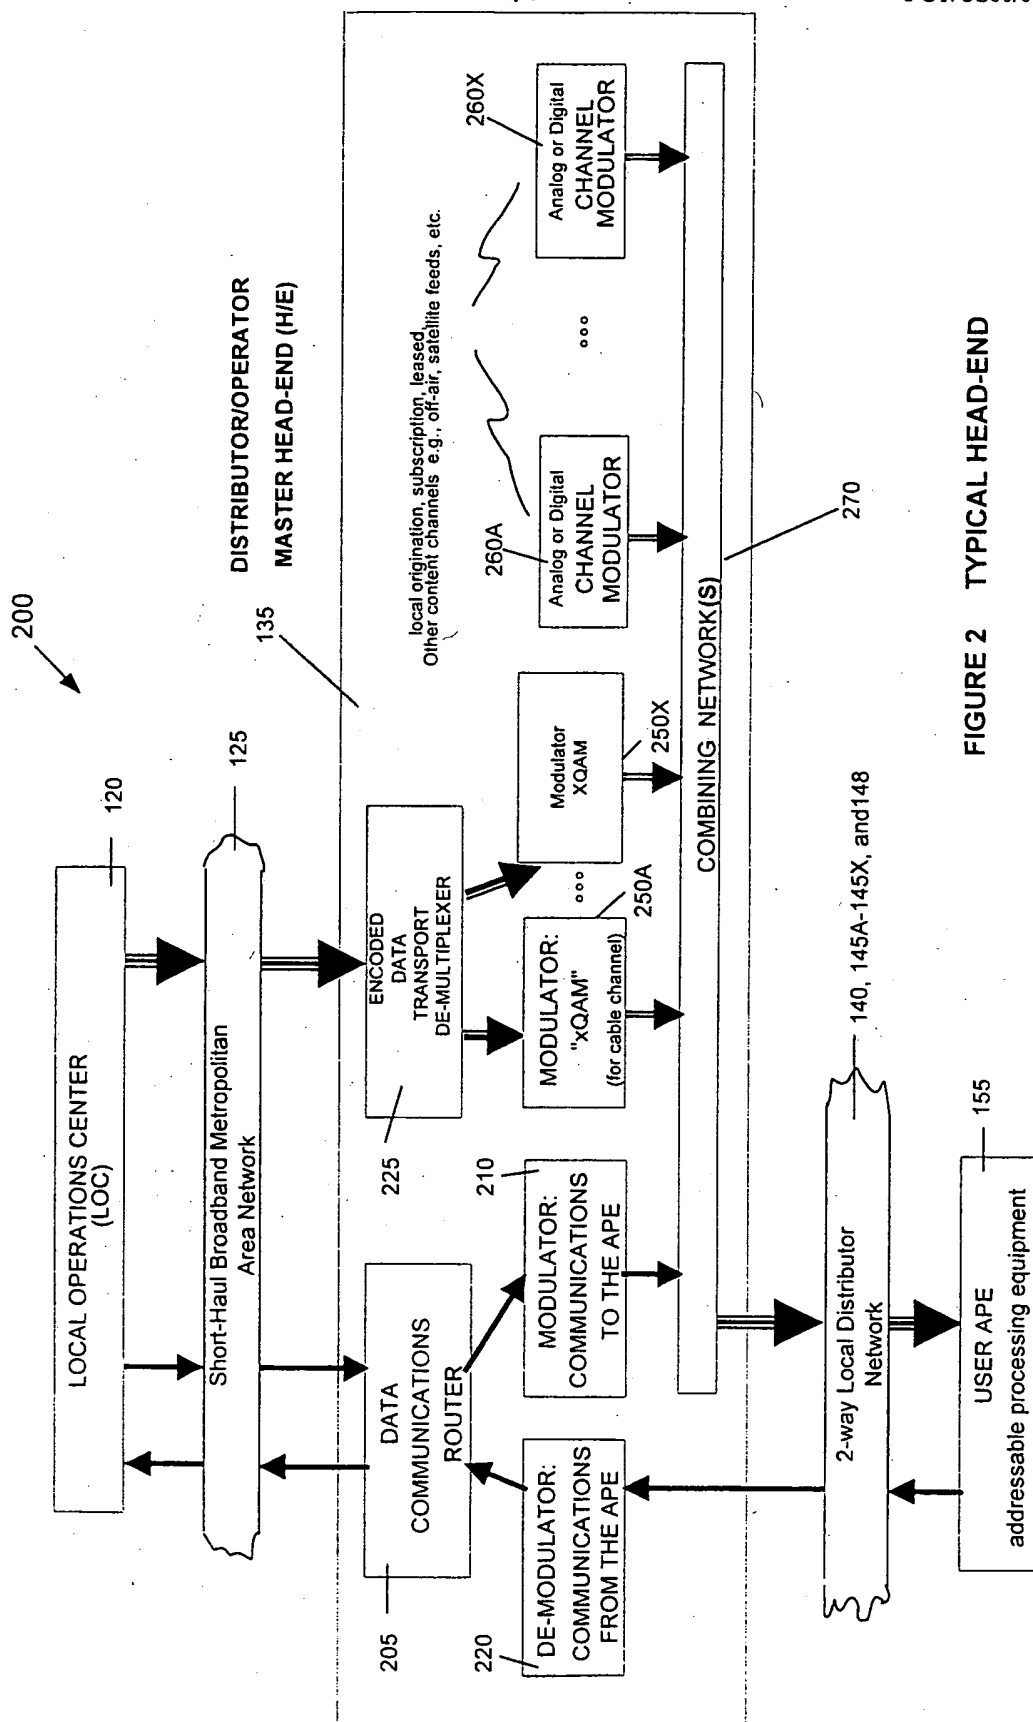 200
LOCAL OPERATIONS CENTER
(LOC)
120
Short-Haul Broadband Metropolitan
Area Network
125
DISTRIBUTOR/OPERATOR
MASTER HEAD-END (H/E)
135
DATA
COMMUNICATIONS
ROUTER
205
ENCODED
DATA
TRANSPORT
DE-MULTIPLEXER
225
local origination, subscription, leased,
Other content channels e.g., off-air, satellite feeds, etc.
DE-MODULATOR:
COMMUNICATIONS
FROM THE APE
220
MODULATOR:
COMMUNICATIONS
TO THE APE
210
MODULATOR:
"xQAM"
(for cable channel)
250A
°°°
Modulator
XQAM
250X
Analog or Digital
CHANNEL
MODULATOR
260A
°°°
Analog or Digital
CHANNEL
MODULATOR
260X
COMBINING NETWORK(S)
270
2-way Local Distributor
Network
140, 145A-145X, and148
USER APE
addressable processing equipment
155
FIGURE 2 TYPICAL HEAD-END